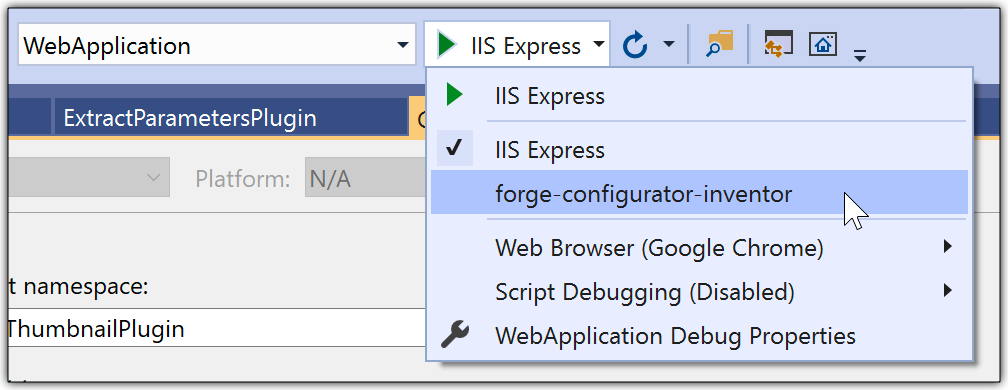 WebApplication
IIS Express
IIS Express
ExtractParametersPlugin
IIS Express
Platform:
N/A
forge-configurator-inventor
Web Browser (Google Chrome)
t namespace:
Script Debugging (Disabled)
ThumbnailPlugin
WebApplication Debug Properties